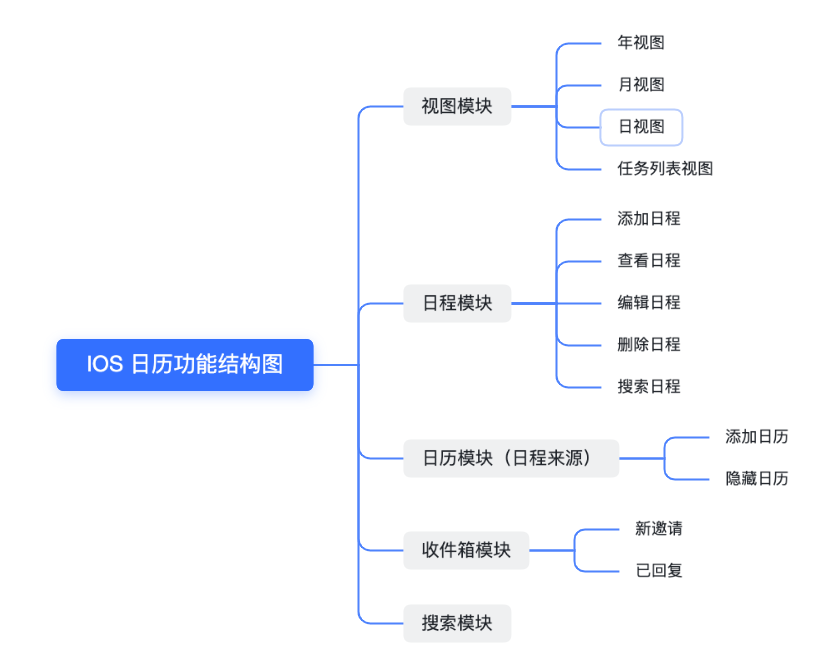 IOS 日历功能结构图
视图模块
年视图
月视图
日视图
任务列表视图
日程模块
添加日程
查看日程
编辑日程
删除日程
搜索日程
日历模块（日程来源）
添加日历
隐藏日历
收件箱模块
新邀请
已回复
搜索模块